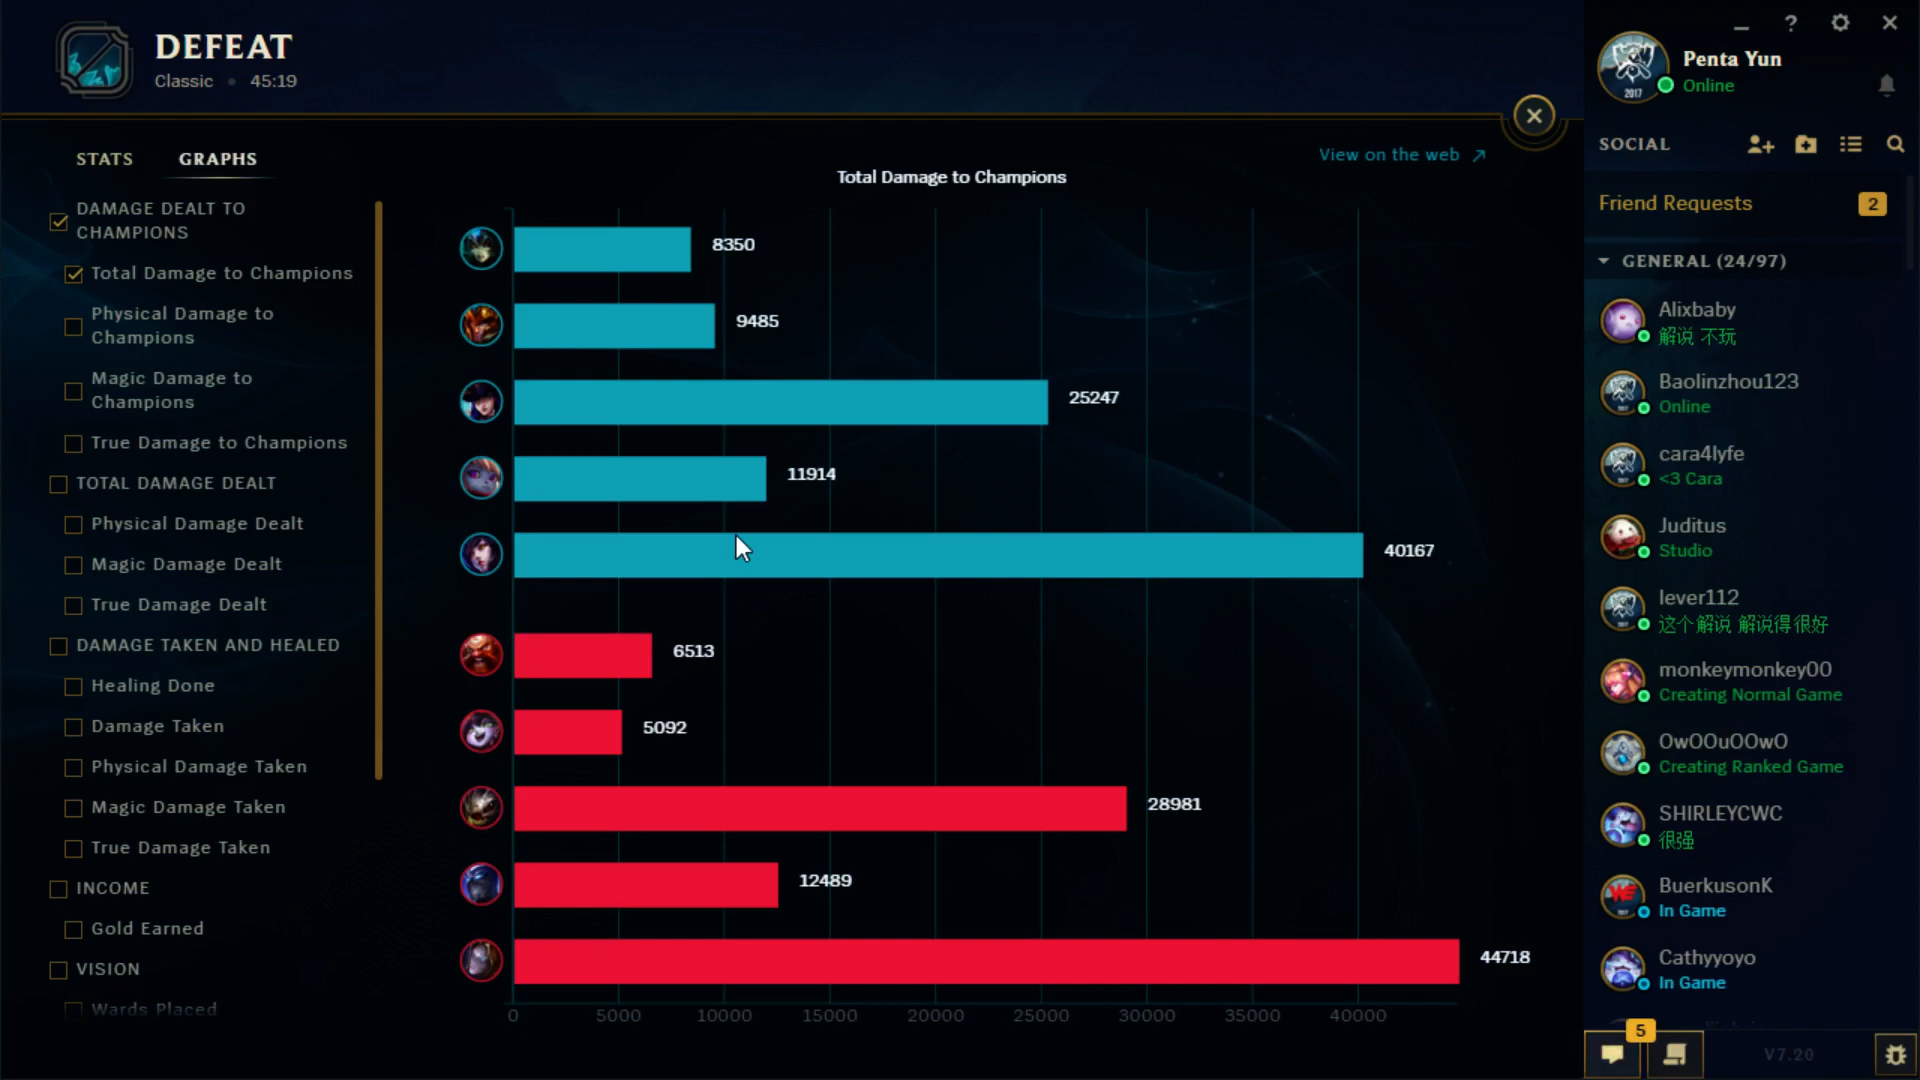 DEFEAT
Classic • 45:19
STATS GRAPHS
View on the web
DAMAGE DEALT TO
CHAMPIONS
Total Damage to Champions
Physical Damage to
Champions
Magic Damage to
Champions
True Damage to Champions
TOTAL DAMAGE DEALT
Physical Damage Dealt
Magic Damage Dealt
True Damage Dealt
DAMAGE TAKEN AND HEALED
Healing Done
Damage Taken
Physical Damage Taken
Magic Damage Taken
True Damage Taken
INCOME
Gold Earned
VISION
Wards Placed
Total Damage to Champions
8350
9485
25247
11914
40167
6513
5092
28981
12489
44718
0 5000 10000 15000 20000 25000 30000 35000 40000
?
Penta Yun
Online
2017
SOCIAL
Friend Requests 2
GENERAL (24/97)
Alixbaby
解说 不玩
Baolinzhou123
Online
cara4lyfe
<3 Cara
Juditus
Studio
lever112
这个解说 解说得很好
monkeymonkey00
Creating Normal Game
OwOOuOOwO
Creating Ranked Game
SHIRLEYCWC
很强
BuerkusonK
In Game
Cathyyoyo
In Game
5
V7.20